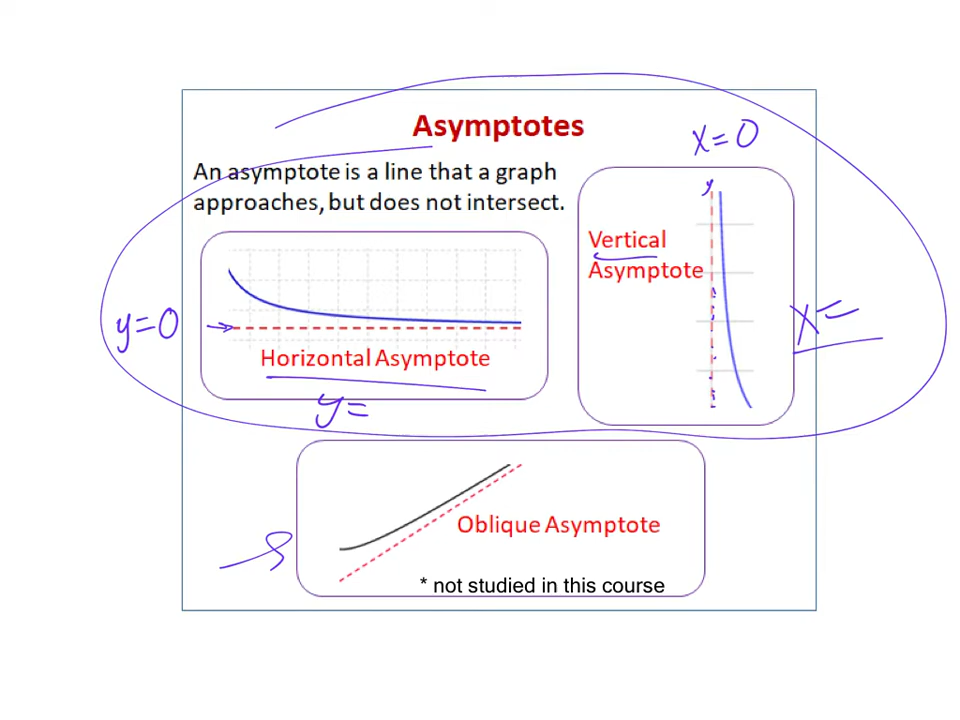 Asymptotes
x=0
An asymptote is a line that a graph
approaches, but does not intersect.
y
Vertical
Asymptote
y=0
x=
Horizontal Asymptote
y=
Oblique Asymptote
* not studied in this course